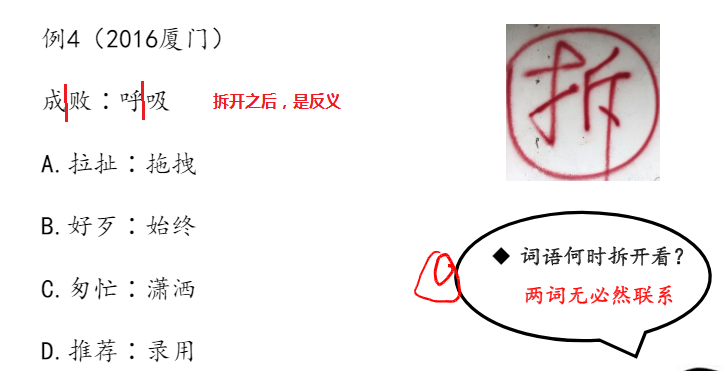 例4（2016厦门）
成败：呼吸 拆开之后，是反义
A.拉扯：拖拽
B.好歹：始终
C.匆忙：潇洒
D.推荐：录用
拆
◆ 词语何时拆开看？
两词无必然联系